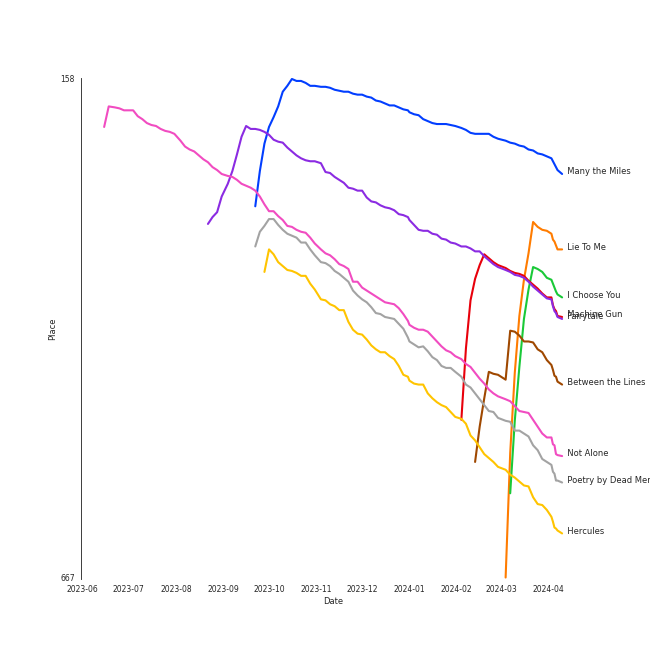 158
Many the Miles
Lie To Me
I Choose You
Machine Gun
Fairytale
Place
Between the Lines
Not Alone
Poetry by Dead Mer
Hercules
667
2023-06 2023-07 2023-08 2023-09 2023-10 2023-11 2023-12 2024-01 2024-02 2024-03 2024-04
Date